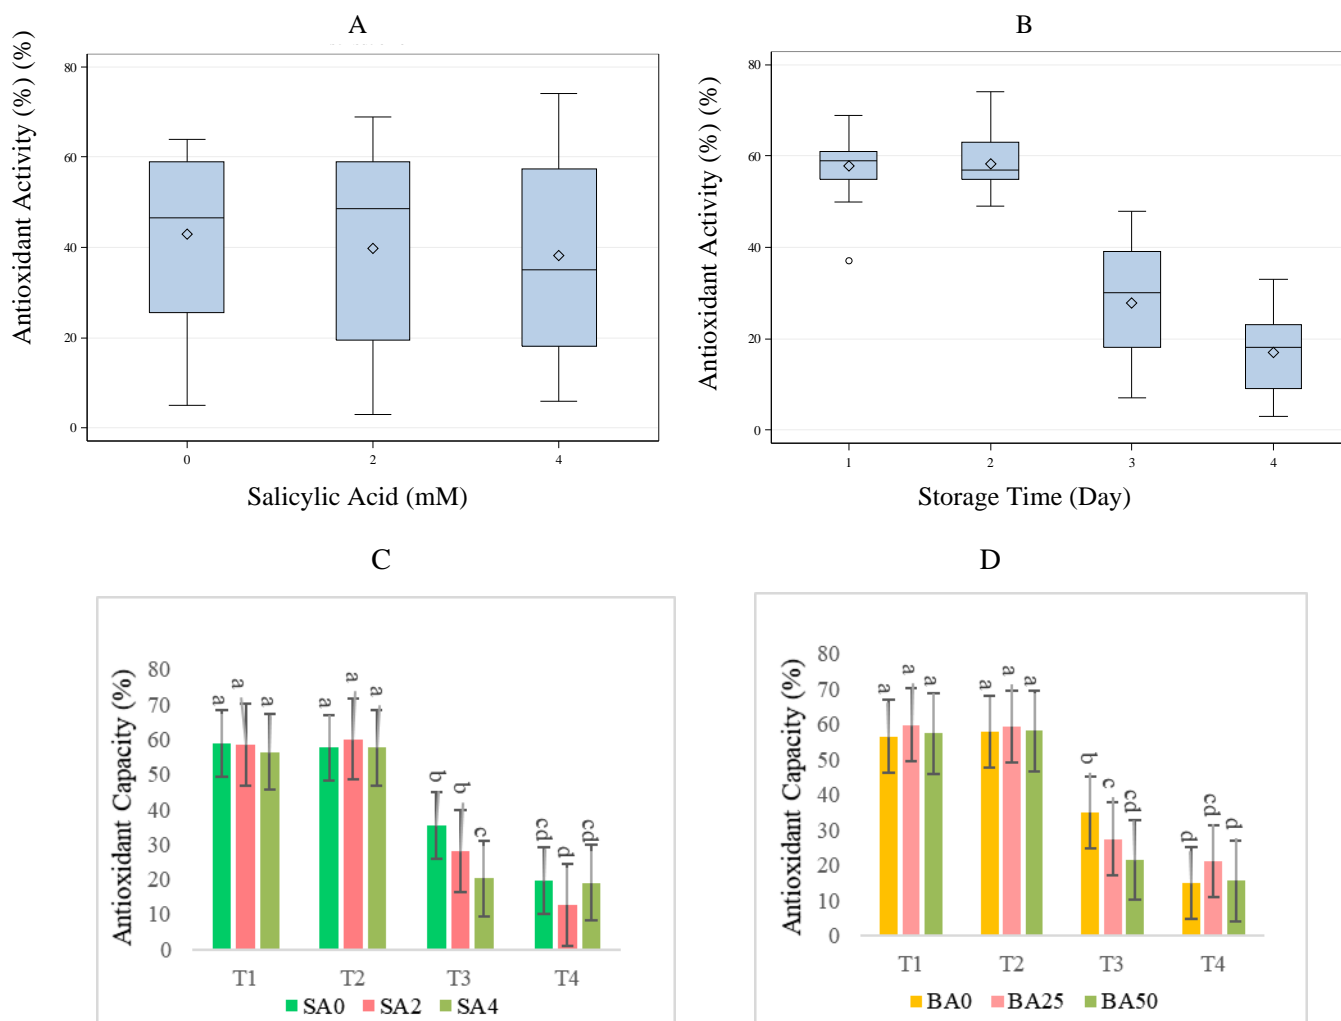 A
Antioxidant Activity (%) (%)
80
60
40
20
0
0 2 4
Salicylic Acid (mM)
B
Antioxidant Activity (%) (%)
80
60
40
20
0
1 2 3 4
Storage Time (Day)
C
Antioxidant Capacity (%)
80
70
60
50
40
30
20
10
0
a a a a a a b b c cd d cd
T1 T2 T3 T4
SA0 SA2 SA4
D
Antioxidant Capacity (%)
80
70
60
50
40
30
20
10
0
a a a a a a b c cd d cd d
T1 T2 T3 T4
BA0 BA25 BA50